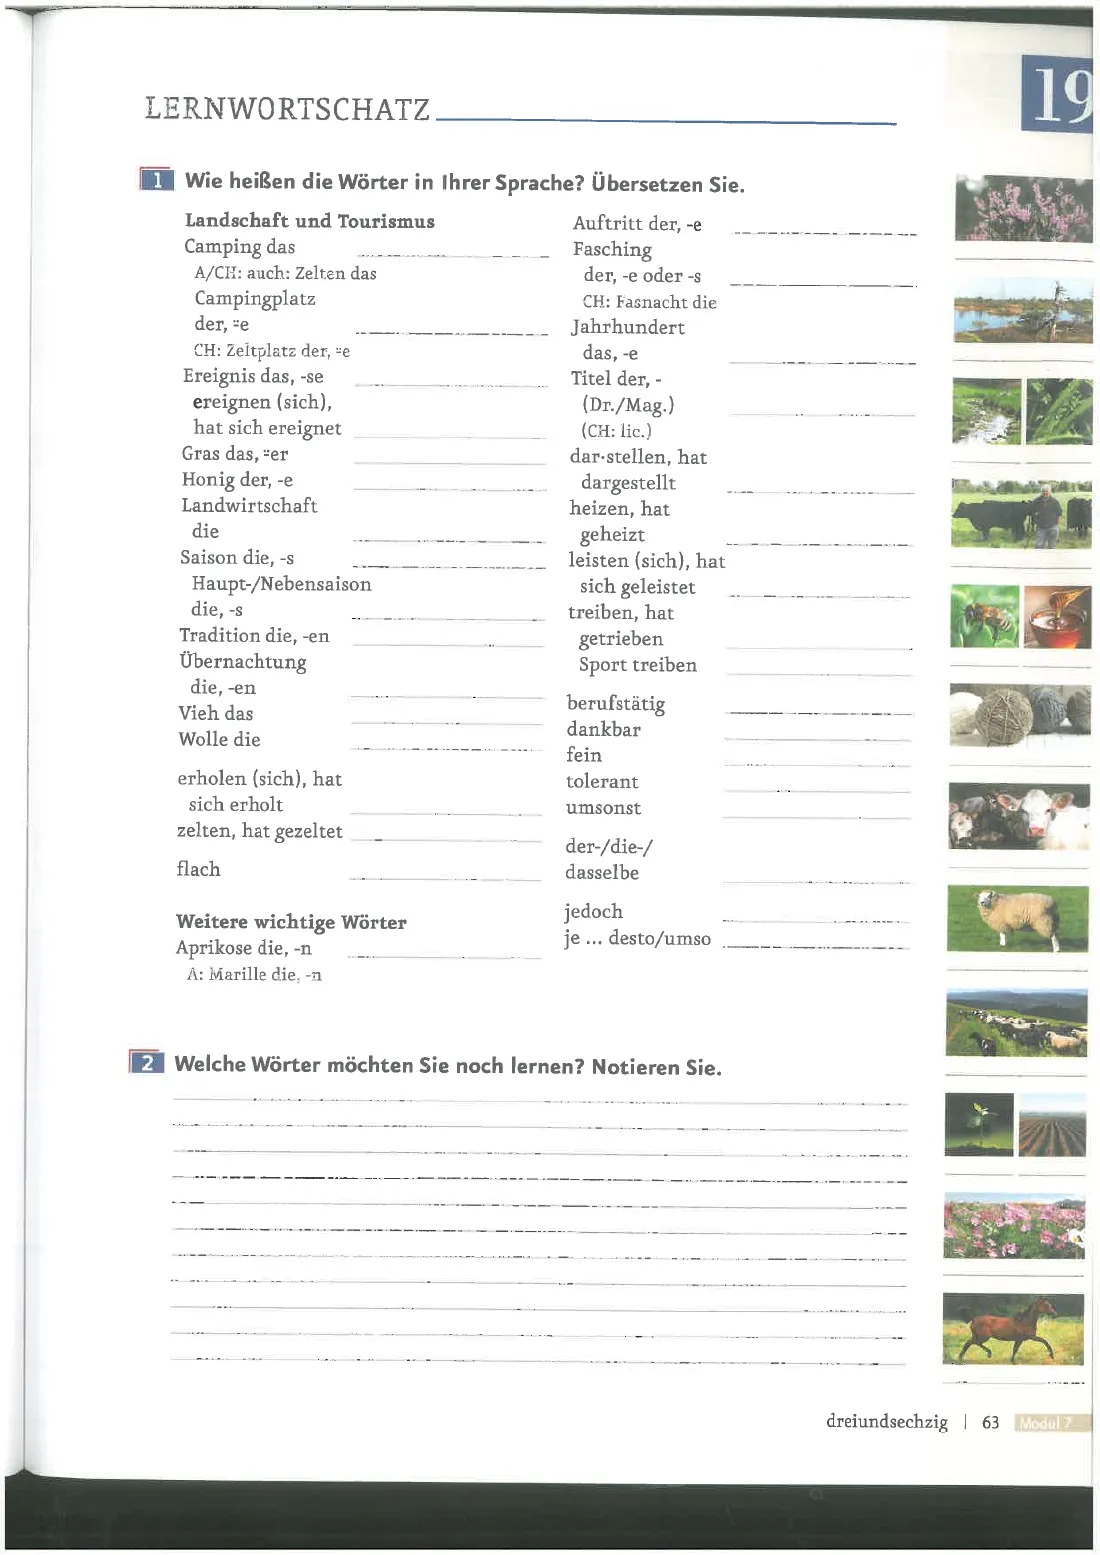 19
LERNWORTSCHATZ
1 Wie heißen die Wörter in Ihrer Sprache? Übersetzen Sie.
Landschaft und Tourismus
Camping das
A/CH: auch: Zelten das
Campingplatz
der, ⸚e
CH: Zeltplatz der, ⸚e
Ereignis das, -se
ereignen (sich),
hat sich ereignet
Gras das, ⸚er
Honig der, -e
Landwirtschaft
die
Saison die, -s
Haupt-/Nebensaison
die, -s
Tradition die, -en
Übernachtung
die, -en
Vieh das
Wolle die
erholen (sich), hat
sich erholt
zelten, hat gezeltet
flach
Weitere wichtige Wörter
Aprikose die, -n
A: Marille die, -n
Auftritt der, -e
Fasching
der, -e oder -s
CH: Fasnacht die
Jahrhundert
das, -e
Titel der, -
(Dr./Mag.)
(CH: lic.)
dar·stellen, hat
dargestellt
heizen, hat
geheizt
leisten (sich), hat
sich geleistet
treiben, hat
getrieben
Sport treiben
berufstätig
dankbar
fein
tolerant
umsonst
der-/die-/
dasselbe
jedoch
je ... desto/umso
2 Welche Wörter möchten Sie noch lernen? Notieren Sie.
dreiundsechzig | 63 Modul 7